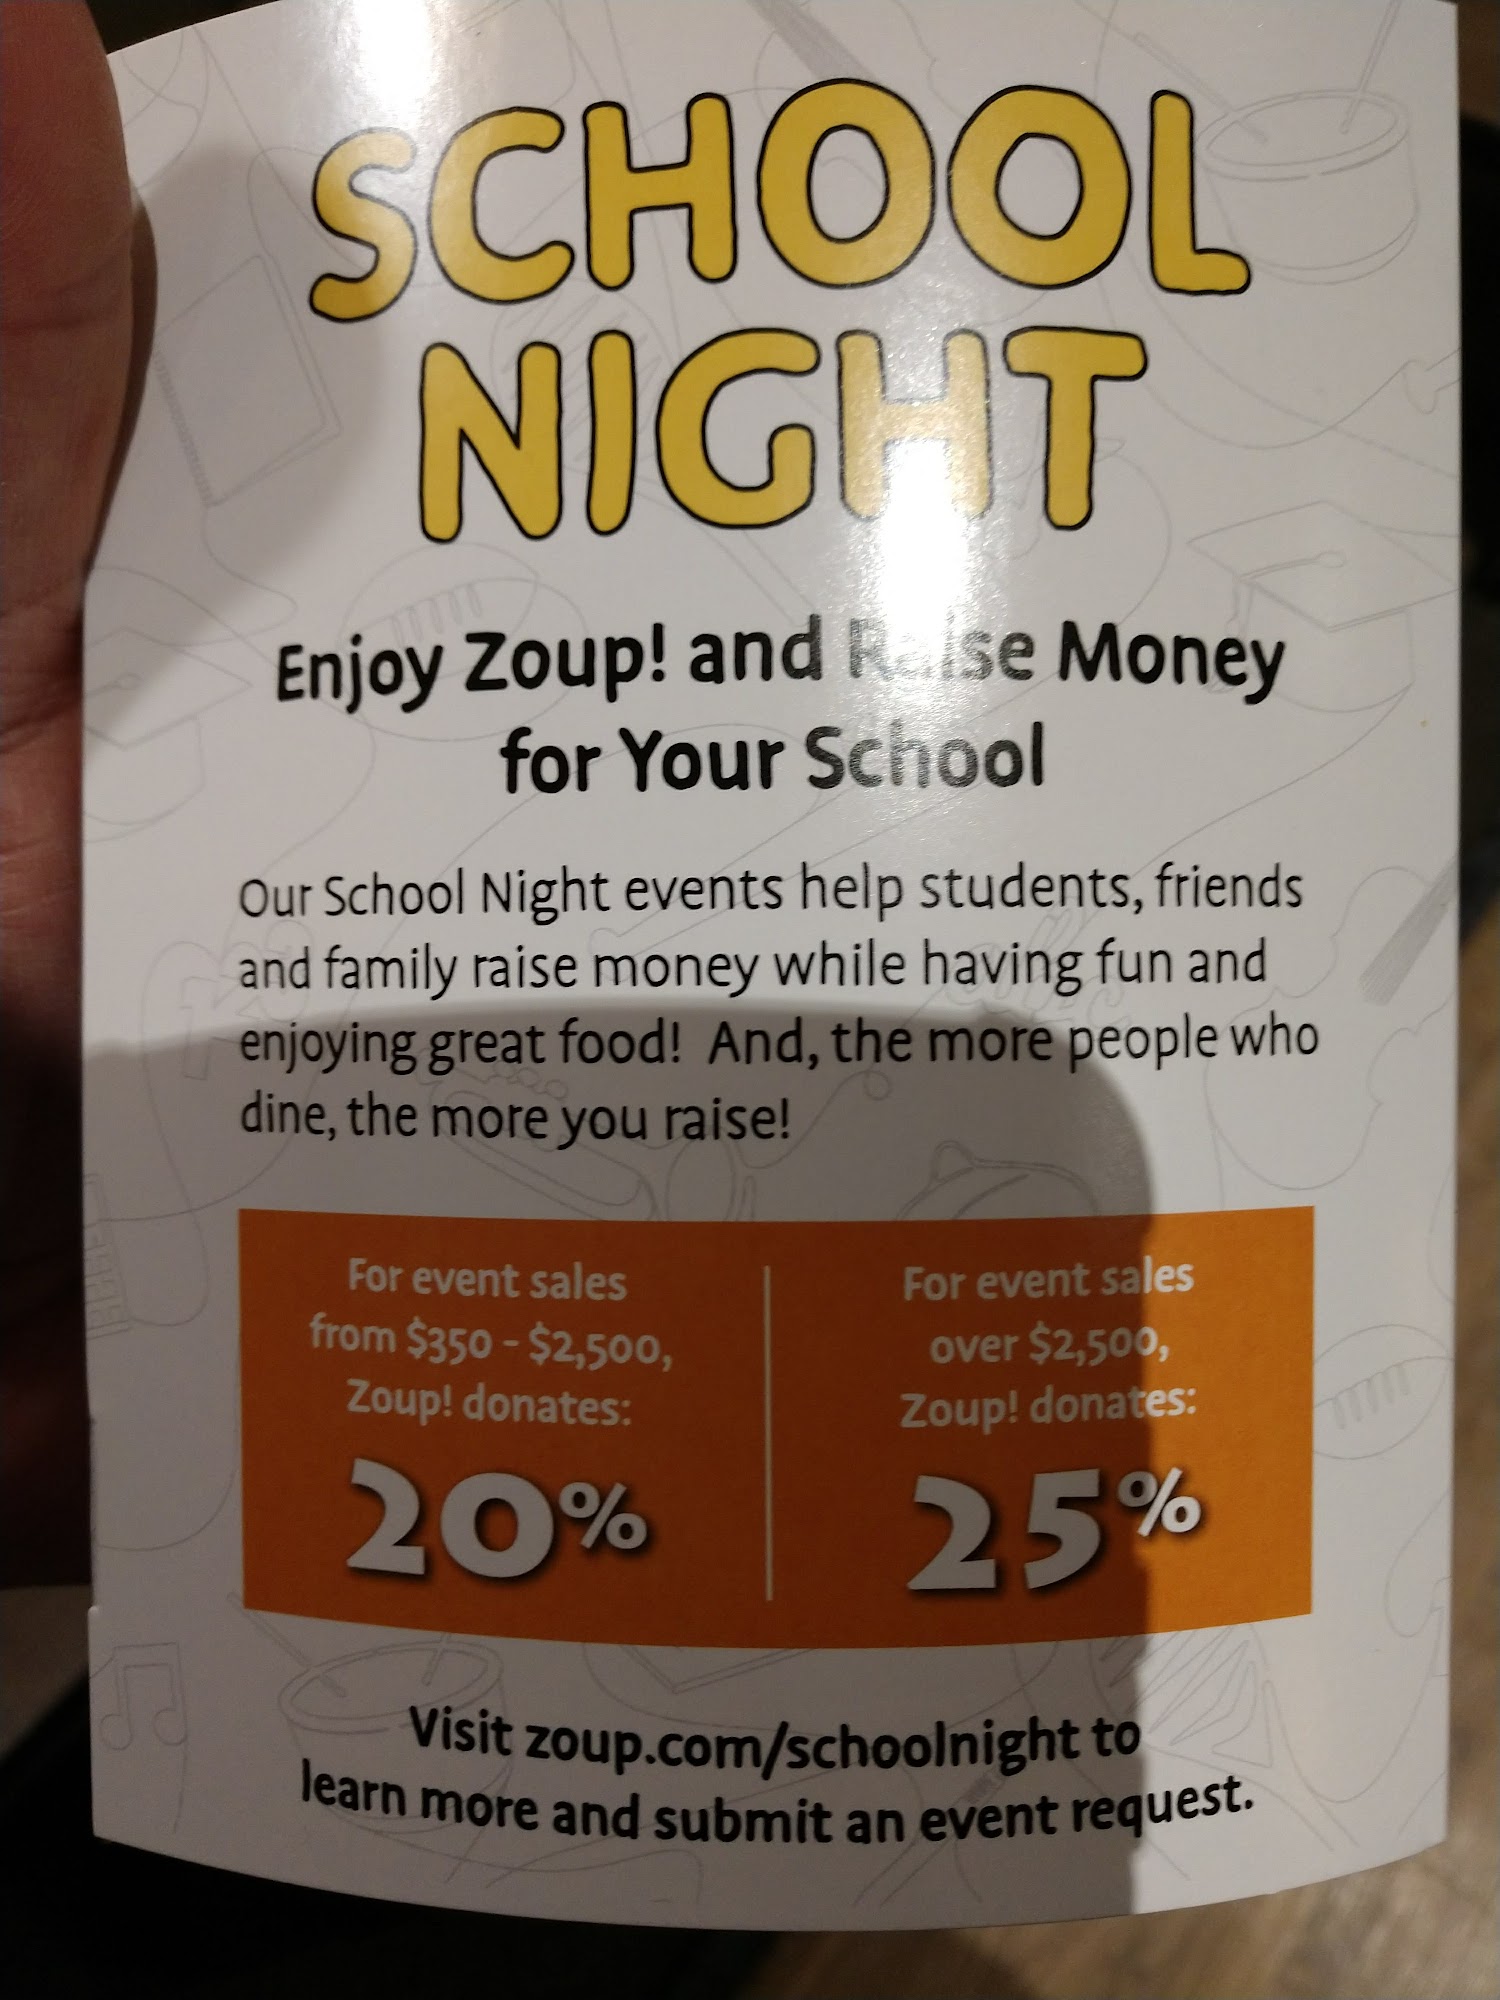 SCHOOL
NIGHT
Enjoy Zoup! and Raise Money
for Your School
Our School Night events help students, friends
and family raise money while having fun and
enjoying great food! And, the more people who
dine, the more you raise!
For event sales
from $350 - $2,500,
Zoup! donates:
20%
For event sales
over $2,500,
Zoup! donates:
25%
Visit zoup.com/schoolnight to
learn more and submit an event request.